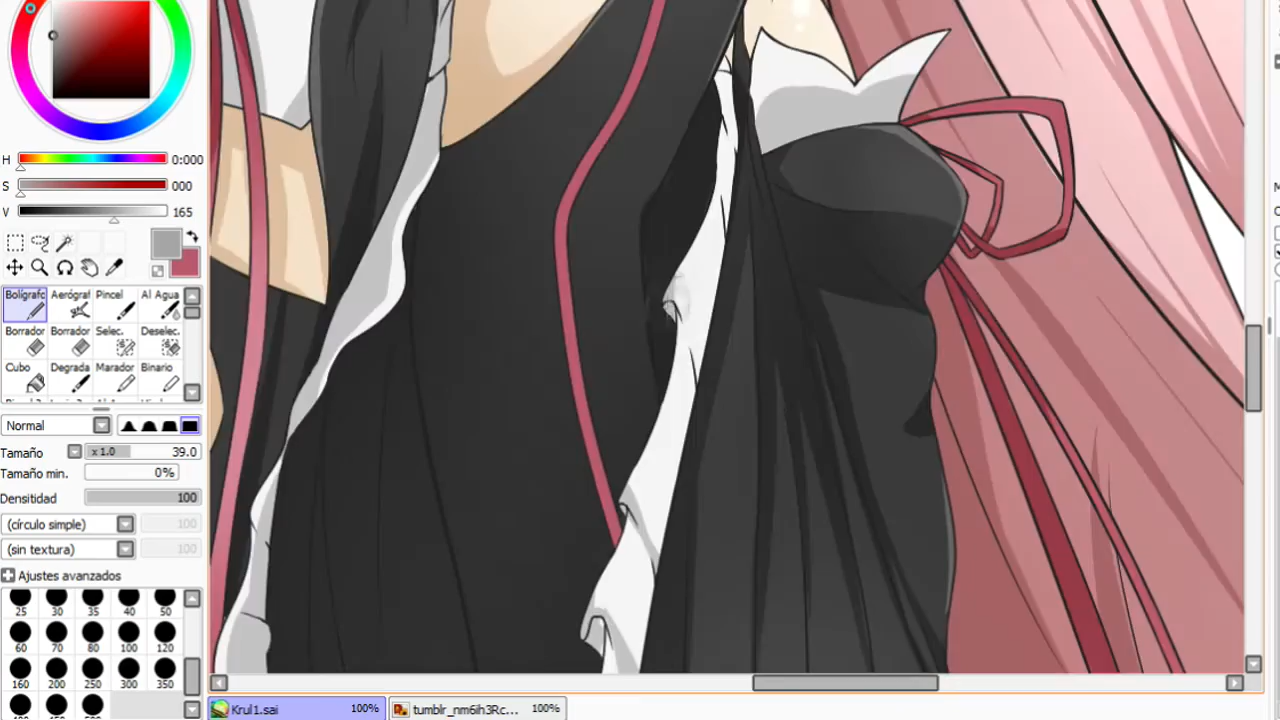 H 0:000
S 000
V 165
Bolígrafo Aerógraf Pincel Al Agua
Borrador Borrador Selec. Deselec.
Cubo Degrada Marador Binario
Normal
Tamaño x 1.0 39.0
Tamaño min. 0%
Densitidad 100
(círculo simple) 100
(sin textura) 100
Ajustes avanzados
25 30 35 40 50
60 70 80 100 120
160 200 250 300 350
Krul1.sai 100% tumblr_nm6ih3Rc... 100%